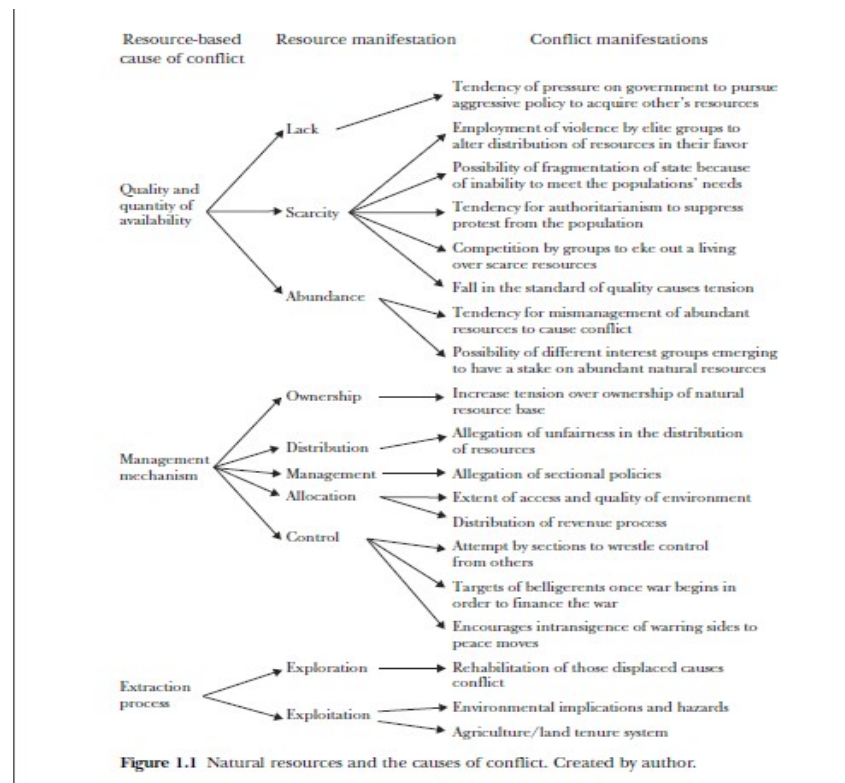 Resource-based
cause of conflict
Resource manifestation
Conflict manifestations
Quality and
quantity of
availability
Lack
Tendency of pressure on government to pursue
aggressive policy to acquire other's resources
Scarcity
Employment of violence by elite groups to
alter distribution of resources in their favor
Possibility of fragmentation of state because
of inability to meet the populations' needs
Tendency for authoritarianism to suppress
protest from the population
Competition by groups to eke out a living
over scarce resources
Fall in the standard of quality causes tension
Abundance
Tendency for mismanagement of abundant
resources to cause conflict
Possibility of different interest groups emerging
to have a stake on abundant natural resources
Management
mechanism
Ownership
Increase tension over ownership of natural
resource base
Distribution
Allegation of unfairness in the distribution
of resources
Management
Allegation of sectional policies
Allocation
Extent of access and quality of environment
Distribution of revenue process
Control
Attempt by sections to wrestle control
from others
Targets of belligerents once war begins in
order to finance the war
Encourages intransigence of warring sides to
peace moves
Extraction
process
Exploration
Rehabilitation of those displaced causes
conflict
Exploitation
Environmental implications and hazards
Agriculture/land tenure system
Figure 1.1 Natural resources and the causes of conflict. Created by author.